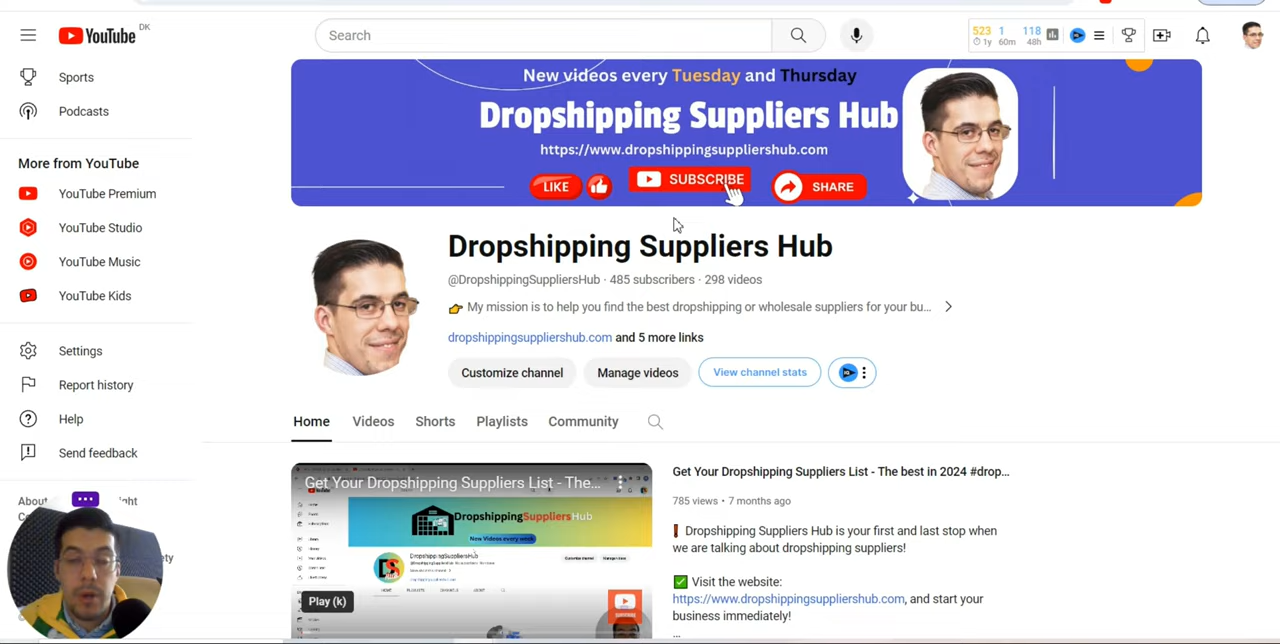 YouTube DK
Search
523 1 118
1y 60m 48h
Sports
Podcasts
More from YouTube
YouTube Premium
YouTube Studio
YouTube Music
YouTube Kids
Settings
Report history
Help
Send feedback
About
New videos every Tuesday and Thursday
Dropshipping Suppliers Hub
https://www.dropshippingsuppliershub.com
LIKE SUBSCRIBE SHARE
Dropshipping Suppliers Hub
@DropshippingSuppliersHub · 485 subscribers · 298 videos
My mission is to help you find the best dropshipping or wholesale suppliers for your bu...
dropshippingsuppliershub.com and 5 more links
Customize channel Manage videos View channel stats
Home Videos Shorts Playlists Community
Get Your Dropshipping Suppliers List - The...
DropshippingSuppliersHub
New Videos every week
DropshippingSuppliersHub
Play (k)
Get Your Dropshipping Suppliers List - The best in 2024 #drop...
785 views · 7 months ago
Dropshipping Suppliers Hub is your first and last stop when
we are talking about dropshipping suppliers!
Visit the website:
https://www.dropshippingsuppliershub.com, and start your
business immediately!
...